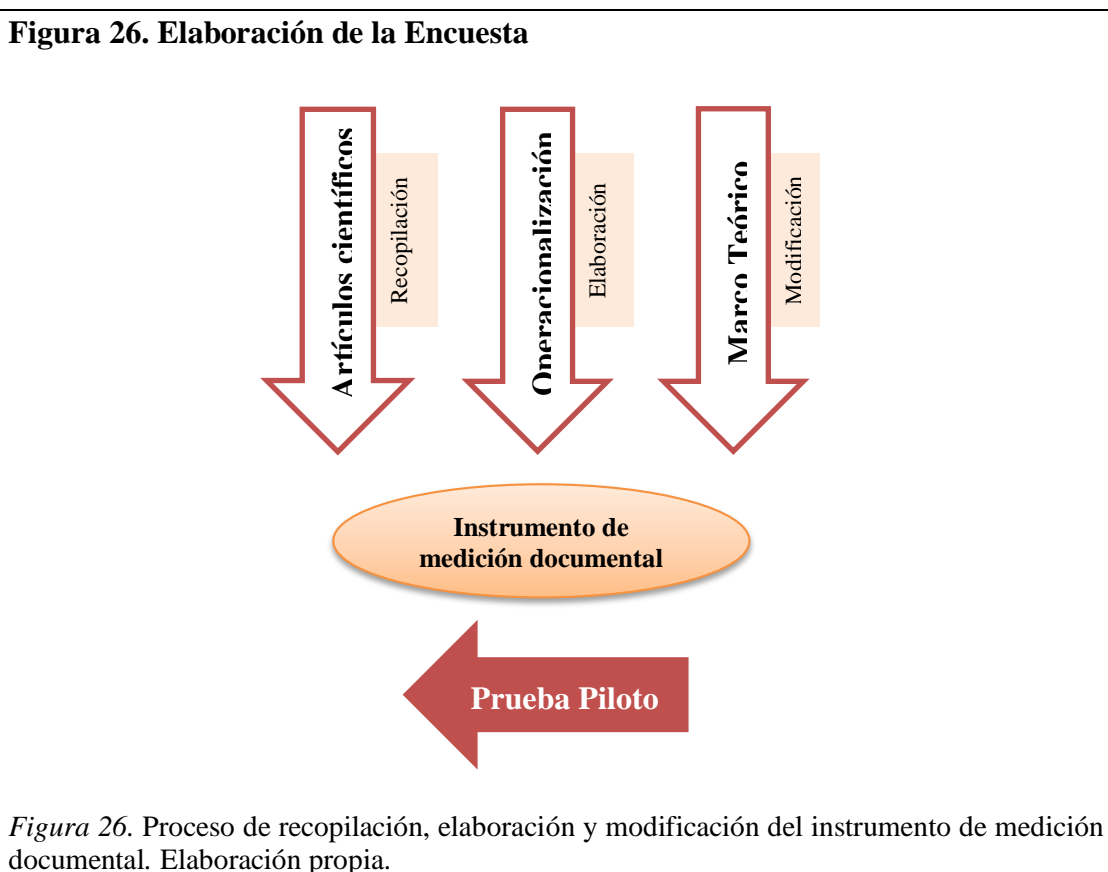 Figura 26. Elaboración de la Encuesta
Artículos científicos
Recopilación
Operacionalización
Elaboración
Marco Teórico
Modificación
Instrumento de
medición documental
Prueba Piloto
Figura 26. Proceso de recopilación, elaboración y modificación del instrumento de medición
documental. Elaboración propia.